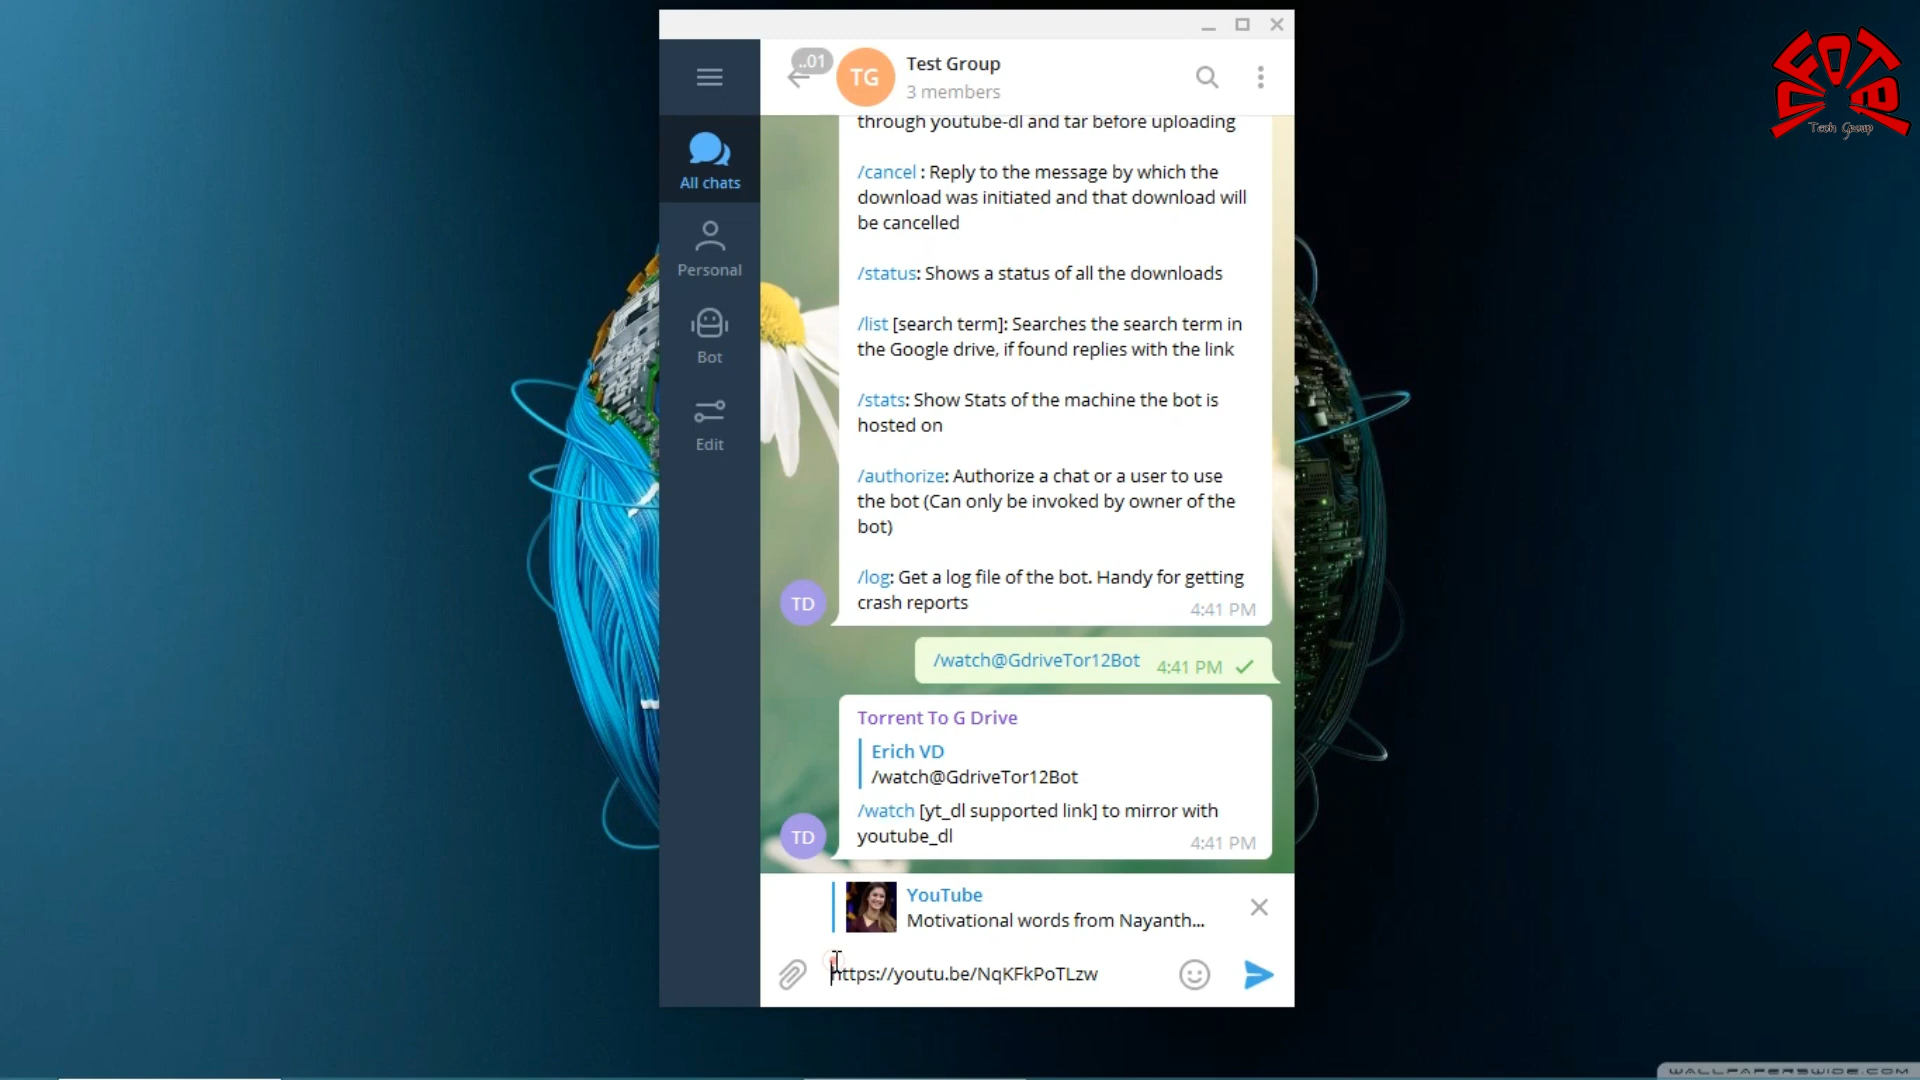 ..01
TG
Test Group
3 members
All chats
Personal
Bot
Edit
through youtube-dl and tar before uploading
/cancel : Reply to the message by which the
download was initiated and that download will
be cancelled
/status: Shows a status of all the downloads
/list [search term]: Searches the search term in
the Google drive, if found replies with the link
/stats: Show Stats of the machine the bot is
hosted on
/authorize: Authorize a chat or a user to use
the bot (Can only be invoked by owner of the
bot)
/log: Get a log file of the bot. Handy for getting
crash reports
4:41 PM
TD
/watch@GdriveTor12Bot
4:41 PM
Torrent To G Drive
Erich VD
/watch@GdriveTor12Bot
/watch [yt_dl supported link] to mirror with
youtube_dl
4:41 PM
TD
YouTube
Motivational words from Nayanth...
https://youtu.be/NqKFkPoTLzw
Tech Group
WALLPAPERSWIDE.COM